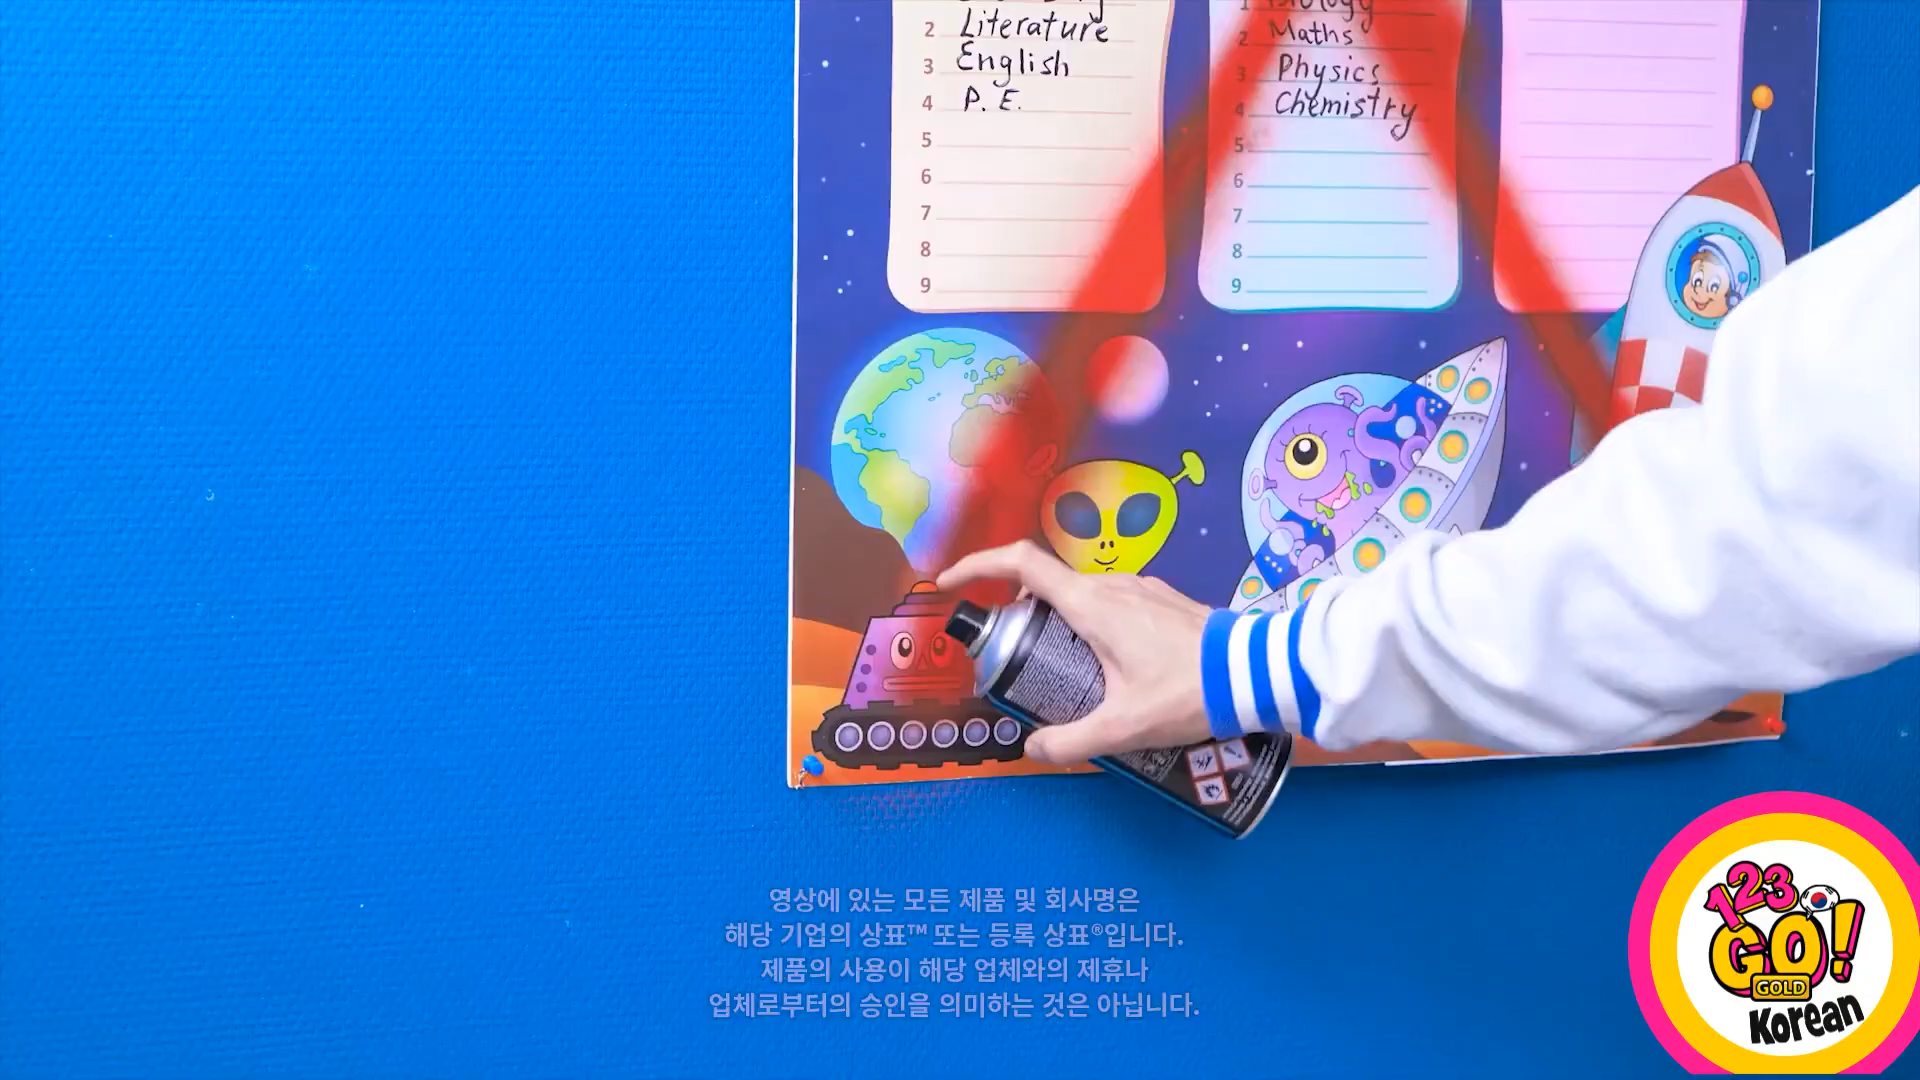 2 Literature
3 English
4 P. E.
5
6
7
8
9
1 Biology
2 Maths
3 Physics
4 Chemistry
5
6
7
8
9
영상에 있는 모든 제품 및 회사명은
해당 기업의 상표™ 또는 등록 상표®입니다.
제품의 사용이 해당 업체와의 제휴나
업체로부터의 승인을 의미하는 것은 아닙니다.
123
GO!
GOLD
Korean